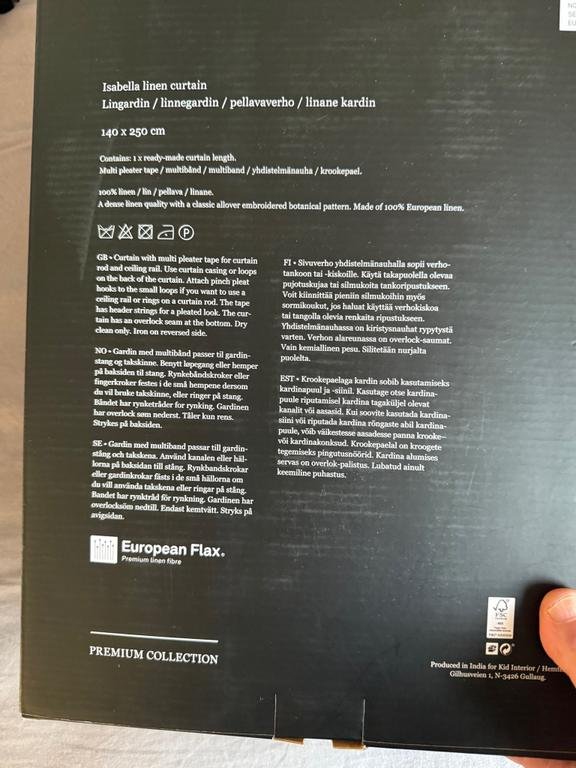 NO
SE
EU
Isabella linen curtain
Lingardin / linnegardin / pellavaverho / linane kardin
140 x 250 cm
Contains: 1 x ready-made curtain length.
Multi pleater tape / multibånd / multiband / yhdistelmänauha / krookepael.
100% linen / lin / pellava / linane.
A dense linen quality with a classic allover embroidered botanical pattern. Made of 100% European linen.
P
GB • Curtain with multi pleater tape for curtain
rod and ceiling rail. Use curtain casing or loops
on the back of the curtain. Attach pinch pleat
hooks to the small loops if you want to use a
ceiling rail or rings on a curtain rod. The tape
has header strings for a pleated look. The cur-
tain has an overlock seam at the bottom. Dry
clean only. Iron on reversed side.
NO • Gardin med multibånd passer til gardin-
stang og takskinne. Benytt løpegang eller hemper
på baksiden til stang. Rynkebåndskroker eller
fingerkroker festes i de små hempene dersom
du vil bruke takskinne, eller ringer på stang.
Båndet har rynketråder for rynking. Gardinen
har overlock søm nederst. Tåler kun rens.
Strykes på baksiden.
SE • Gardin med multiband passar till gardin-
stång och takskena. Använd kanalen eller häl-
lorna på baksidan till stång. Rynkbandskrokar
eller gardinkrokar fästs i de små hällorna om
du vill använda takskena eller ringar på stång.
Bandet har rynktråd för rynkning. Gardinen har
overlocksöm nedtill. Endast kemtvätt. Stryks på
avigsidan.
FI • Sivuverho yhdistelmänauhalla sopii verho-
tankoon tai -kiskoille. Käytä takapuolella olevaa
pujotuskujaa tai silmukoita tankoripustukseen.
Voit kiinnittää pieniin silmukoihin myös
sormikoukut, jos haluat käyttää verhokiskoa
tai tangolla olevia renkaita ripustukseen.
Yhdistelmänauhassa on kiristysnauhat rypytystä
varten. Verhon alareunassa on overlock-saumat.
Vain kemiallinen pesu. Silitetään nurjalta
puolelta.
EST • Krookepaelaga kardin sobib kasutamiseks
kardinapuul ja -siinil. Kasutage otse kardina-
puule riputamisel kardina tagaküljel olevat
kanalit või aasasid. Kui soovite kasutada kardina-
siini või riputada kardina rõngaste abil kardina-
puule, võib väikestesse aasadesse panna krooke-
või kardinakonksud. Krookepaelal on kroogete
tegemiseks pingutusnöörid. Kardina alumises
servas on overlok-palistus. Lubatud ainult
keemiline puhastus.
European Flax®
Premium linen fibre
PREMIUM COLLECTION
FSC
Produced in India for Kid Interior /
Gilhusveien 1, N-3426 Gullaug.